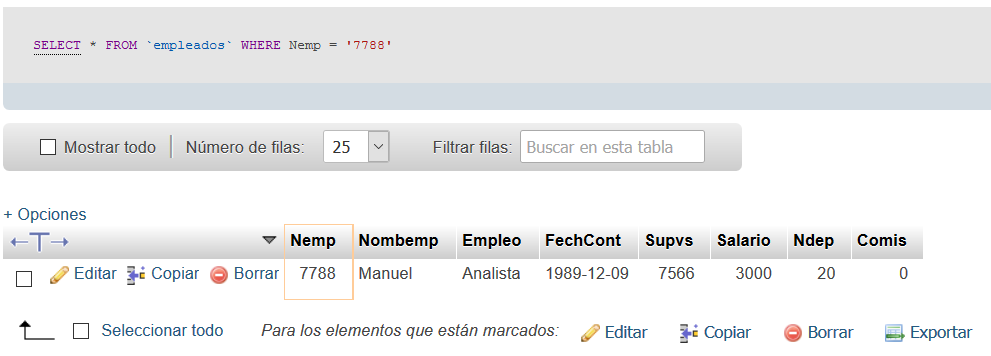 SELECT * FROM `empleados` WHERE Nemp = '7788'
Mostrar todo Número de filas: 25 Filtrar filas: Buscar en esta tabla
+ Opciones
←T→ Nemp Nombemp Empleo FechCont Supvs Salario Ndep Comis
Editar Copiar Borrar 7788 Manuel Analista 1989-12-09 7566 3000 20 0
Seleccionar todo Para los elementos que están marcados: Editar Copiar Borrar Exportar